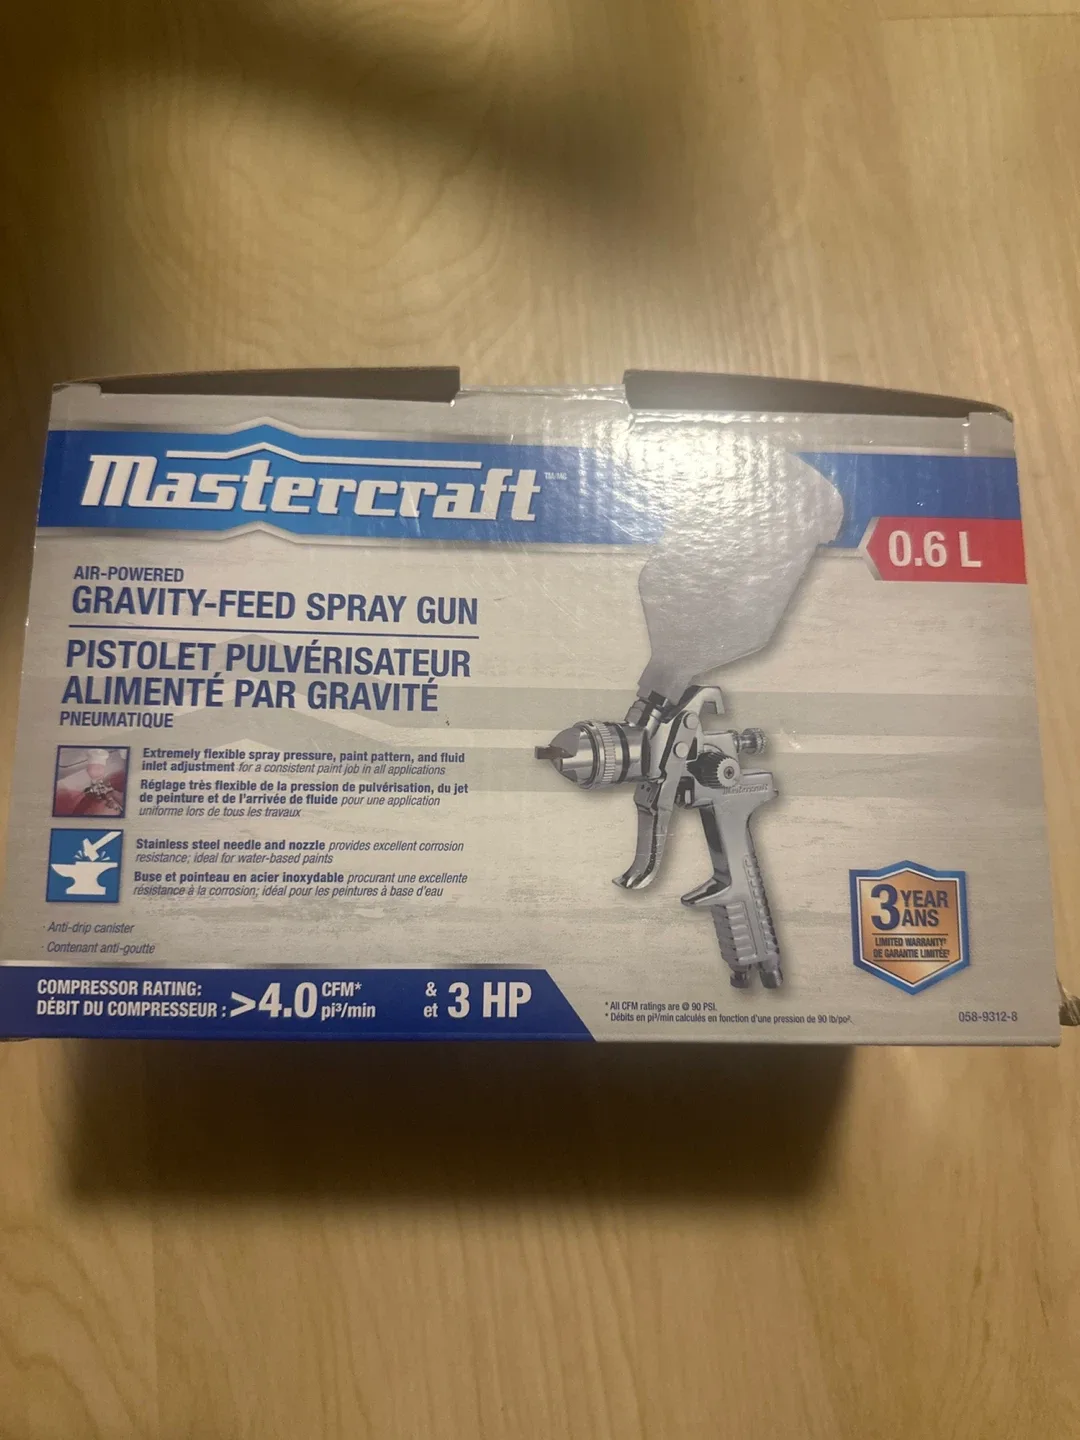 Mastercraft TM/MC
0.6 L
AIR-POWERED
GRAVITY-FEED SPRAY GUN
PISTOLET PULVÉRISATEUR
ALIMENTÉ PAR GRAVITÉ
PNEUMATIQUE
Extremely flexible spray pressure, paint pattern, and fluid
inlet adjustment for a consistent paint job in all applications
Réglage très flexible de la pression de pulvérisation, du jet
de peinture et de l'arrivée de fluide pour une application
uniforme lors de tous les travaux
Stainless steel needle and nozzle provides excellent corrosion
resistance; ideal for water-based paints
Buse et pointeau en acier inoxydable procurant une excellente
résistance à la corrosion; idéal pour les peintures à base d'eau
· Anti-drip canister
· Contenant anti-goutte
Mastercraft
3 YEAR
ANS
LIMITED WARRANTY†
DE GARANTIE LIMITÉE†
COMPRESSOR RATING:
DÉBIT DU COMPRESSEUR : >4.0 CFM*
pi³/min
&
et 3 HP
* All CFM ratings are @ 90 PSI.
* Débits en pi³/min calculés en fonction d'une pression de 90 lb/po².
058-9312-8